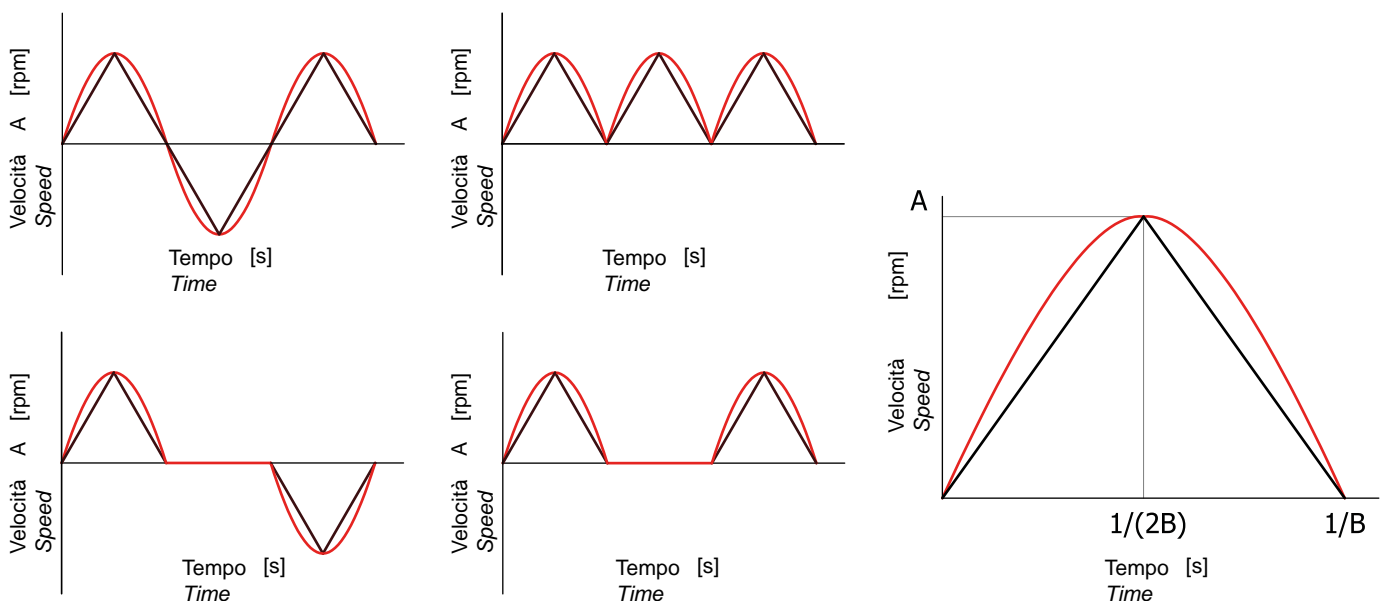 Velocità A [rpm]
Speed
Tempo [s]
Time
Velocità A [rpm]
Speed
Tempo [s]
Time
Velocità A [rpm]
Speed
Tempo [s]
Time
Velocità A [rpm]
Speed
Tempo [s]
Time
A
Velocità [rpm]
Speed
1/(2B) 1/B
Tempo [s]
Time